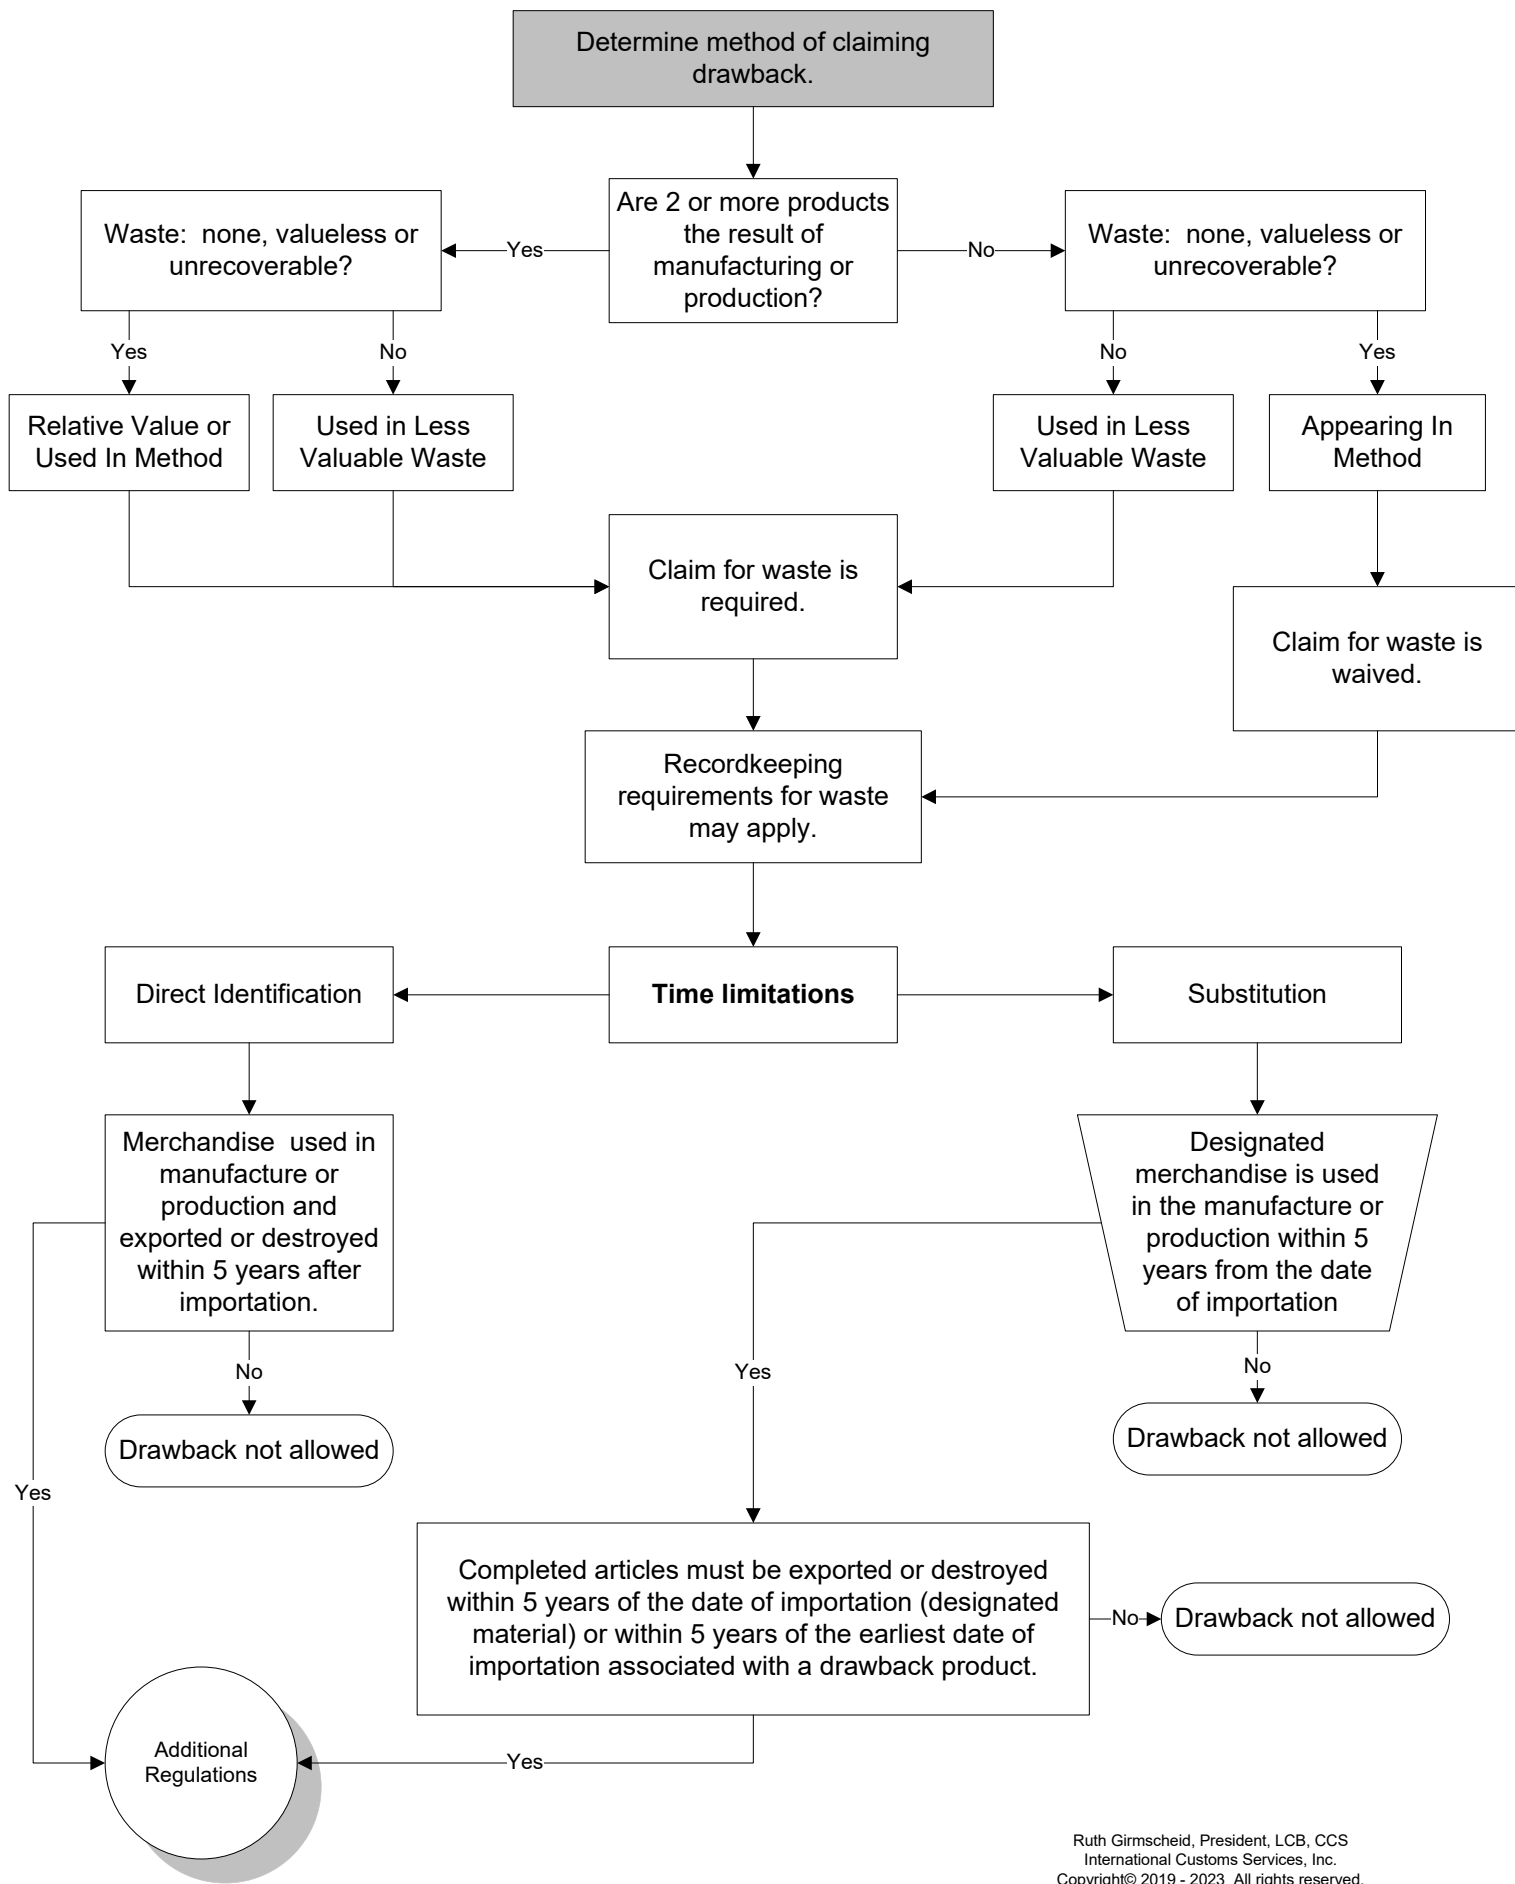 Determine method of claiming
drawback.
Waste:  none, valueless or
unrecoverable?
Yes
Are 2 or more products
the result of
manufacturing or
production?
No
Waste:  none, valueless or
unrecoverable?
Yes
No
No
Yes
Relative Value or
Used In Method
Used in Less
Valuable Waste
Used in Less
Valuable Waste
Appearing In
Method
Claim for waste is
required.
Claim for waste is
waived.
Recordkeeping
requirements for waste
may apply.
Direct Identification
Time limitations
Substitution
Merchandise  used in
manufacture or
production and
exported or destroyed
within 5 years after
importation.
Designated
merchandise is used
in the manufacture or
production within 5
years from the date
of importation
No
Yes
No
Drawback not allowed
Drawback not allowed
Yes
Completed articles must be exported or destroyed
within 5 years of the date of importation (designated
material) or within 5 years of the earliest date of
importation associated with a drawback product.
No
Drawback not allowed
Additional
Regulations
Yes
Ruth Girmscheid, President, LCB, CCS
International Customs Services, Inc.
Copyright© 2019 - 2023  All rights reserved.